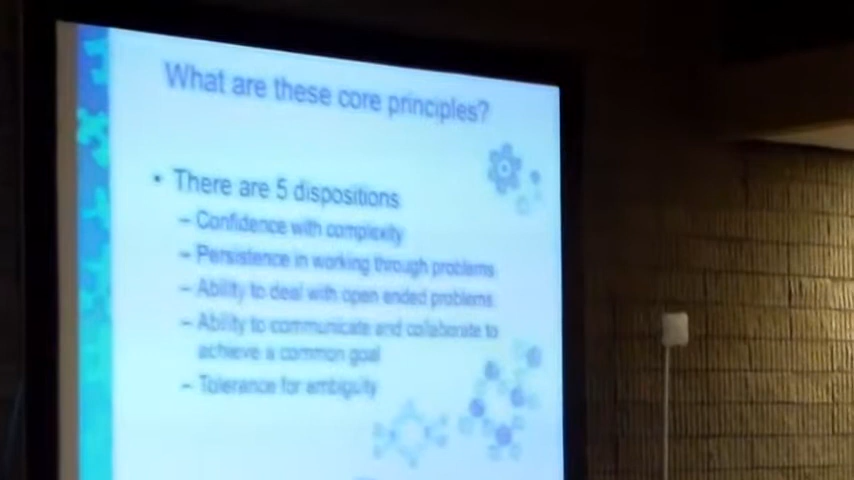 What are these core principles?
• There are 5 dispositions
– Confidence with complexity
– Persistence in working through problems
– Ability to deal with open ended problems
– Ability to communicate and collaborate to
achieve a common goal
– Tolerance for ambiguity